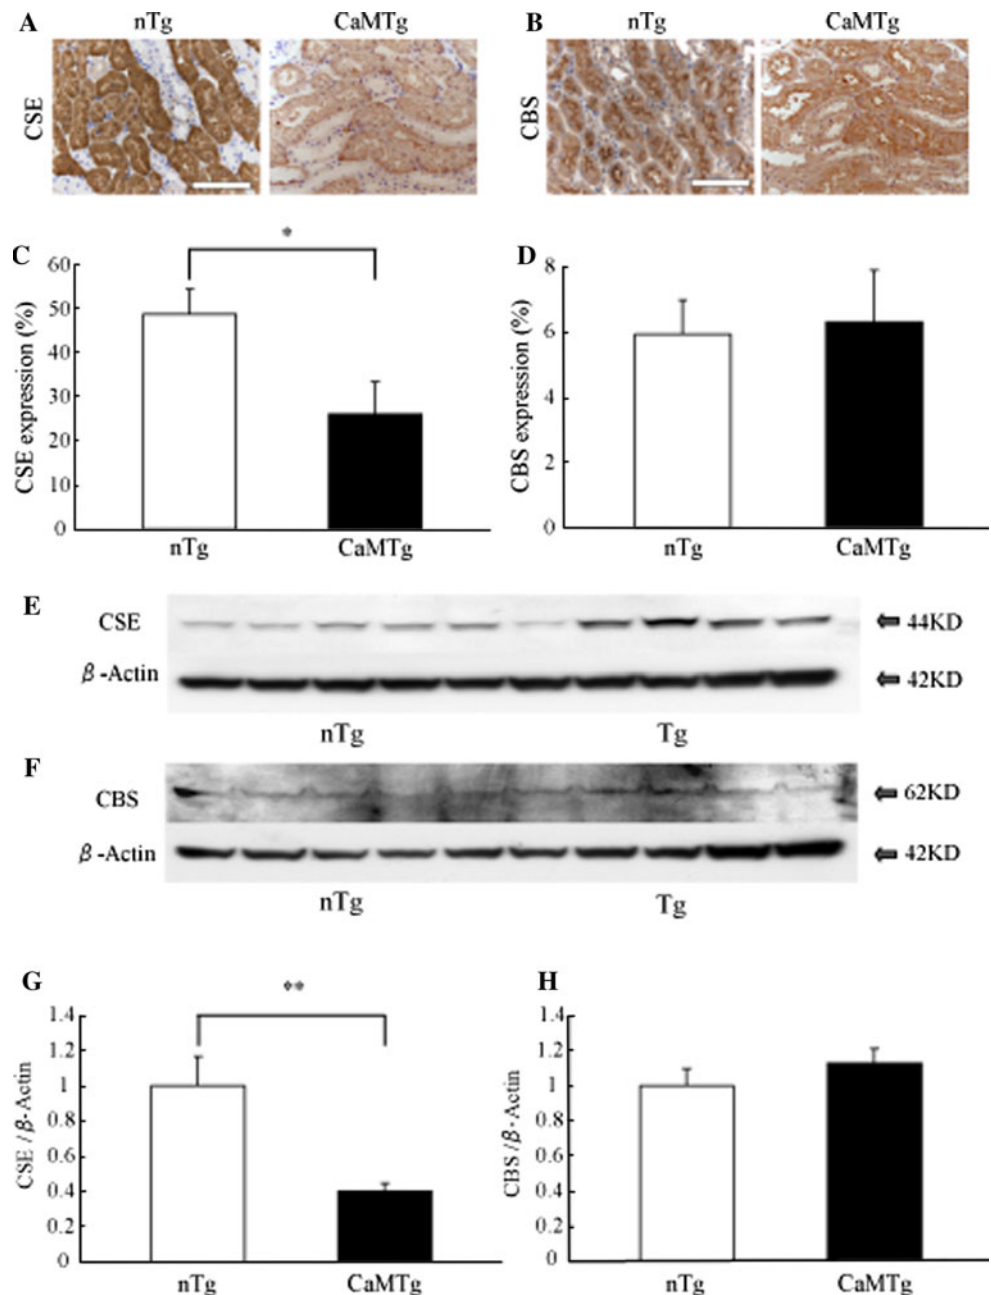 A nTg CaMTg
CSE
B nTg CaMTg
CBS
C
*
CSE expression (%)
60
50
40
30
20
10
0
nTg CaMTg
D
CBS expression (%)
8
6
4
2
0
nTg CaMTg
E CSE 44KD
β-Actin 42KD
nTg Tg
F CBS 62KD
β-Actin 42KD
nTg Tg
G
**
CSE / β-Actin
1.4
1.2
1
0.8
0.6
0.4
0.2
0
nTg CaMTg
H
CBS / β-Actin
1.4
1.2
1
0.8
0.6
0.4
0.2
0
nTg CaMTg